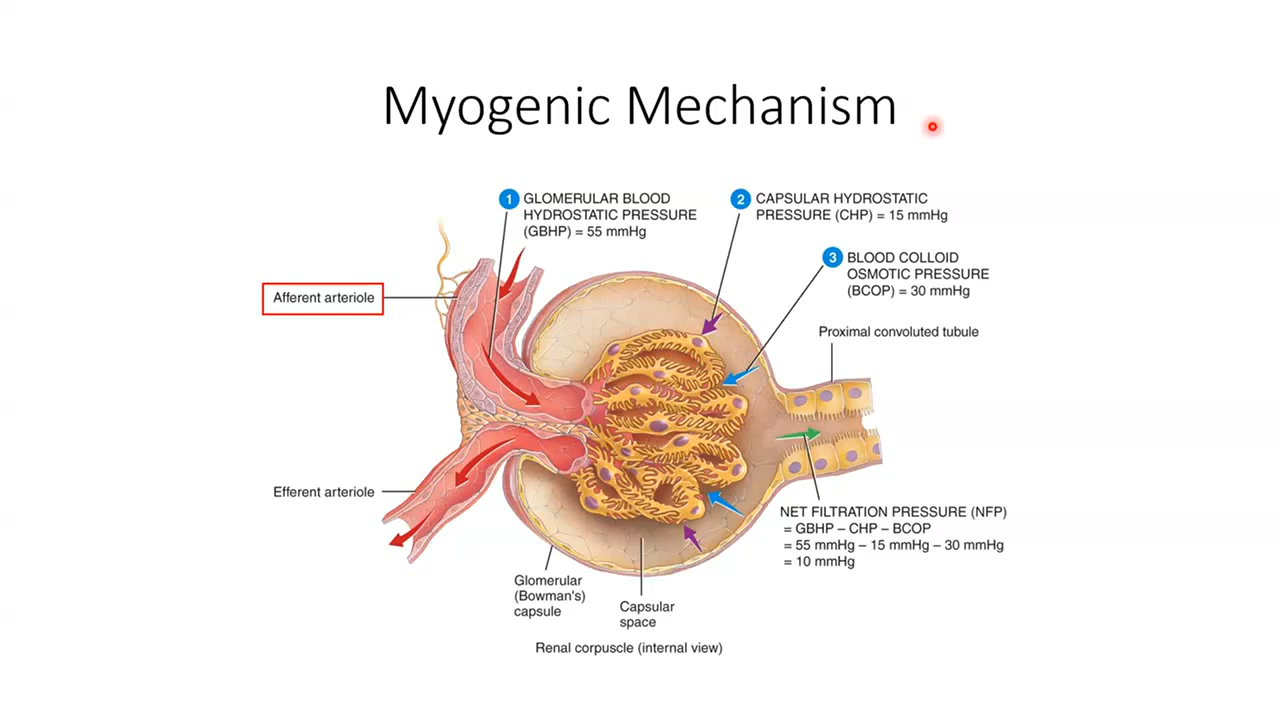 Myogenic Mechanism
1 GLOMERULAR BLOOD
HYDROSTATIC PRESSURE
(GBHP) = 55 mmHg
2 CAPSULAR HYDROSTATIC
PRESSURE (CHP) = 15 mmHg
3 BLOOD COLLOID
OSMOTIC PRESSURE
(BCOP) = 30 mmHg
Afferent arteriole
Proximal convoluted tubule
Efferent arteriole
NET FILTRATION PRESSURE (NFP)
= GBHP – CHP – BCOP
= 55 mmHg – 15 mmHg – 30 mmHg
= 10 mmHg
Glomerular
(Bowman's)
capsule
Capsular
space
Renal corpuscle (internal view)